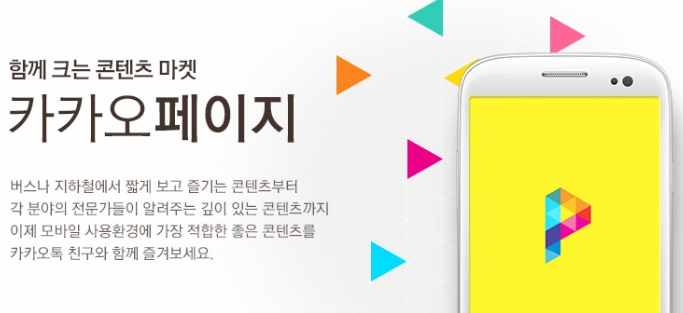 함께 크는 콘텐츠 마켓
카카오페이지
버스나 지하철에서 짧게 보고 즐기는 콘텐츠부터
각 분야의 전문가들이 알려주는 깊이 있는 콘텐츠까지
이제 모바일 사용환경에 가장 적합한 좋은 콘텐츠를
카카오톡 친구와 함께 즐겨보세요.